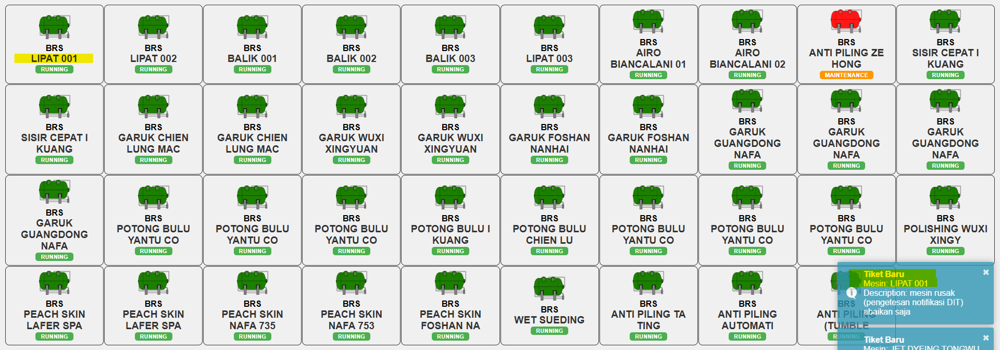 BRS
LIPAT 001
RUNNING
BRS
LIPAT 002
RUNNING
BRS
BALIK 001
RUNNING
BRS
BALIK 002
RUNNING
BRS
BALIK 003
RUNNING
BRS
LIPAT 003
RUNNING
BRS
AIRO
BIANCALANI 01
RUNNING
BRS
AIRO
BIANCALANI 02
RUNNING
BRS
ANTI PILING ZE
HONG
MAINTENANCE
BRS
SISIR CEPAT I
KUANG
RUNNING
BRS
SISIR CEPAT I
KUANG
RUNNING
BRS
GARUK CHIEN
LUNG MAC
RUNNING
BRS
GARUK CHIEN
LUNG MAC
RUNNING
BRS
GARUK WUXI
XINGYUAN
RUNNING
BRS
GARUK WUXI
XINGYUAN
RUNNING
BRS
GARUK FOSHAN
NANHAI
RUNNING
BRS
GARUK FOSHAN
NANHAI
RUNNING
BRS
GARUK
GUANGDONG
NAFA
RUNNING
BRS
GARUK
GUANGDONG
NAFA
RUNNING
BRS
GARUK
GUANGDONG
NAFA
RUNNING
BRS
GARUK
GUANGDONG
NAFA
RUNNING
BRS
POTONG BULU
YANTU CO
RUNNING
BRS
POTONG BULU
YANTU CO
RUNNING
BRS
POTONG BULU
YANTU CO
RUNNING
BRS
POTONG BULU I
KUANG
RUNNING
BRS
POTONG BULU
CHIEN LU
RUNNING
BRS
POTONG BULU
YANTU CO
RUNNING
BRS
POTONG BULU
YANTU CO
RUNNING
BRS
POTONG BULU
YANTU CO
RUNNING
BRS
POLISHING WUXI
XINGY
RUNNING
BRS
PEACH SKIN
LAFER SPA
RUNNING
BRS
PEACH SKIN
LAFER SPA
RUNNING
BRS
PEACH SKIN
NAFA 735
RUNNING
BRS
PEACH SKIN
NAFA 753
RUNNING
BRS
PEACH SKIN
FOSHAN NA
RUNNING
BRS
WET SUEDING
RUNNING
BRS
ANTI PILING TA
TING
RUNNING
BRS
ANTI PILING
AUTOMATI
RUNNING
BRS
ANTI PILING
(TUMBLE
RUNNING
Tiket Baru
Mesin: LIPAT 001
Description: mesin rusak
(pengetesan notifikasi DIT)
abaikan saja
Tiket Baru
Mesin: JET DYEING TONGWU